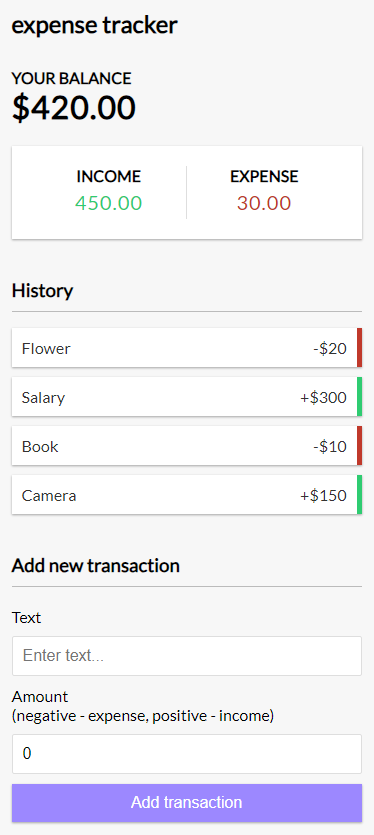 expense tracker
YOUR BALANCE
$420.00
INCOME
450.00
EXPENSE
30.00
History
Flower -$20
Salary +$300
Book -$10
Camera +$150
Add new transaction
Text
Enter text...
Amount
(negative - expense, positive - income)
0
Add transaction